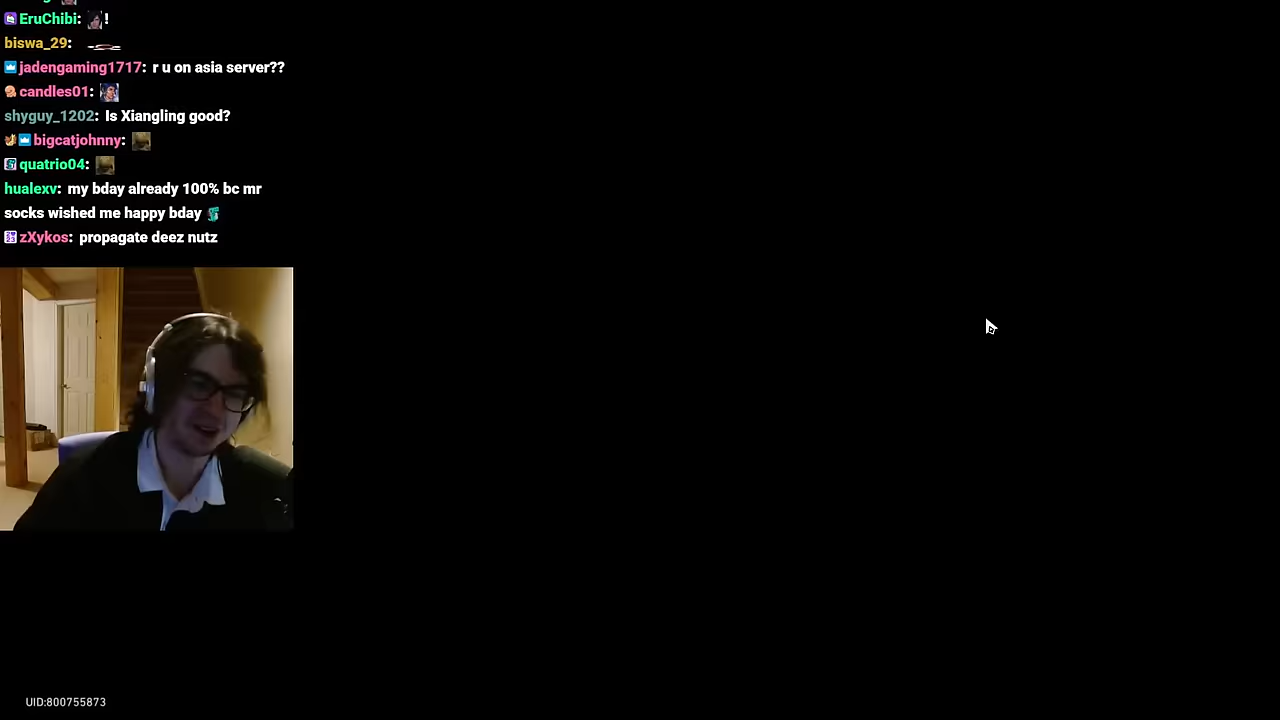 EruChibi: !
biswa_29:
jadengaming1717: r u on asia server??
candles01:
shyguy_1202: Is Xiangling good?
bigcatjohnny:
quatrio04:
hualexv: my bday already 100% bc mr
socks wished me happy bday
zXykos: propagate deez nutz
UID:800755873